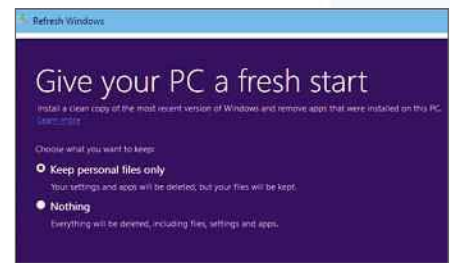 Refresh Windows
Give your PC a fresh start
Install a clean copy of the most recent version of Windows and remove apps that were installed on this PC.
Learn more
Choose what you want to keep:
Keep personal files only
Your settings and apps will be deleted, but your files will be kept.
Nothing
Everything will be deleted, including files, settings and apps.